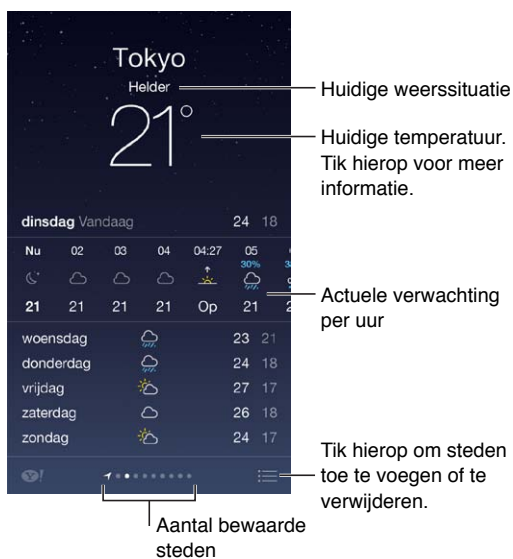 Tokyo
Helder
21°
dinsdag Vandaag 24 18
Nu 02 03 04 04:27 05
30%
21 21 21 21 Op 21
woensdag 23 21
donderdag 24 18
vrijdag 27 17
zaterdag 26 18
zondag 24 17
Y!
Huidige weerssituatie
Huidige temperatuur.
Tik hierop voor meer
informatie.
Actuele verwachting
per uur
Tik hierop om steden
toe te voegen of te
verwijderen.
Aantal bewaarde
steden